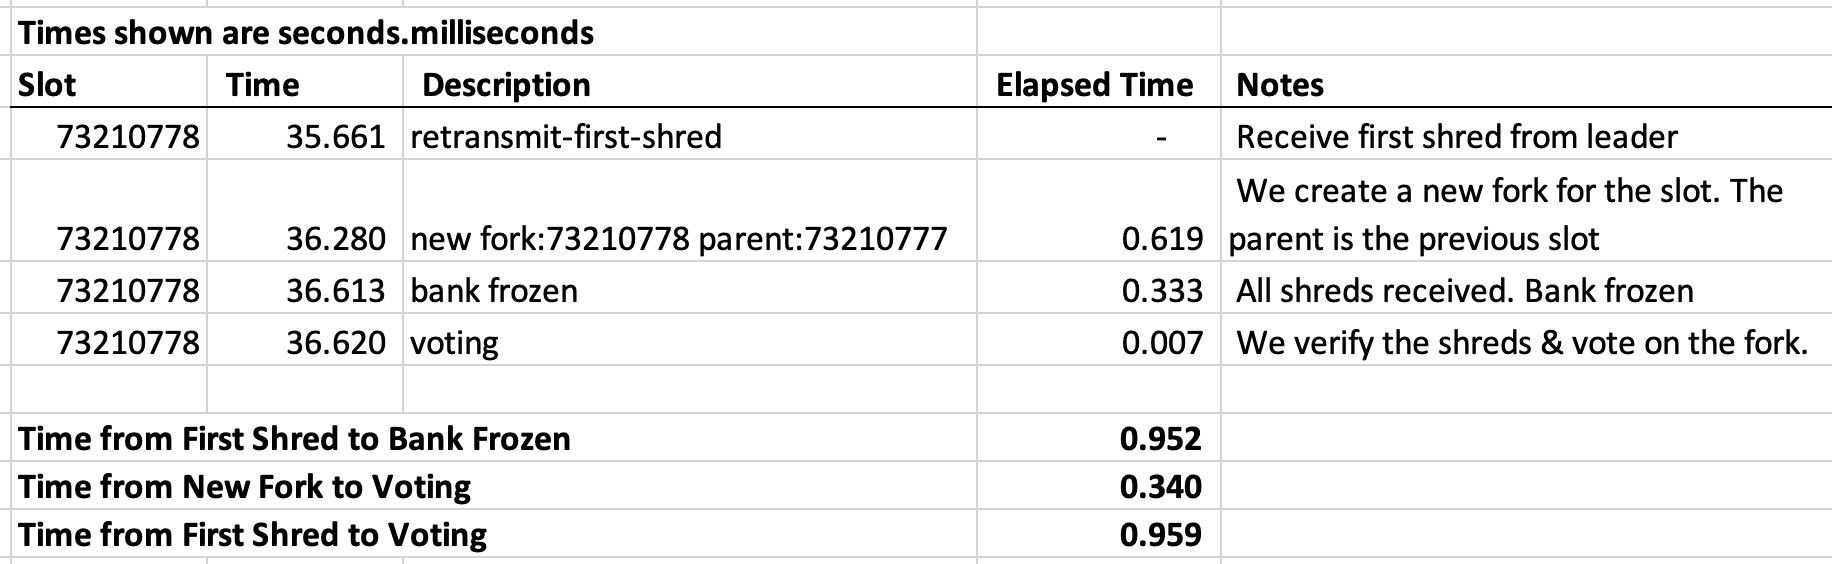 Times shown are seconds.milliseconds
Slot Time Description Elapsed Time Notes
73210778 35.661 retransmit-first-shred - Receive first shred from leader
We create a new fork for the slot. The
73210778 36.280 new fork:73210778 parent:73210777 0.619 parent is the previous slot
73210778 36.613 bank frozen 0.333 All shreds received. Bank frozen
73210778 36.620 voting 0.007 We verify the shreds & vote on the fork.
Time from First Shred to Bank Frozen 0.952
Time from New Fork to Voting 0.340
Time from First Shred to Voting 0.959